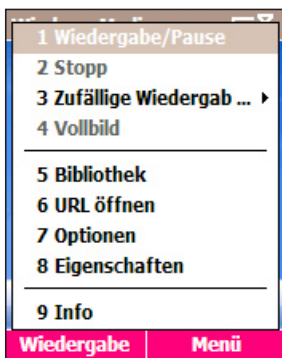 1 Wiedergabe/Pause
2 Stopp
3 Zufällige Wiedergab ...
4 Vollbild
5 Bibliothek
6 URL öffnen
7 Optionen
8 Eigenschaften
9 Info
Wiedergabe Menü